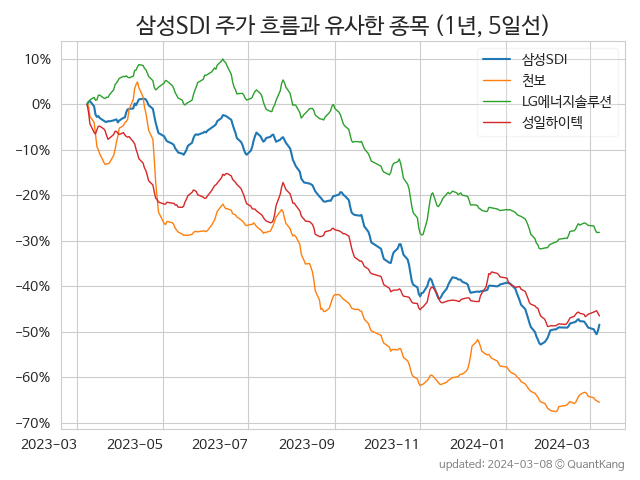 삼성SDI 주가 흐름과 유사한 종목 (1년, 5일선)
삼성SDI
천보
LG에너지솔루션
성일하이텍
10%
0%
−10%
−20%
−30%
−40%
−50%
−60%
−70%
2023-03 2023-05 2023-07 2023-09 2023-11 2024-01 2024-03
updated: 2024-03-08 © QuantKang